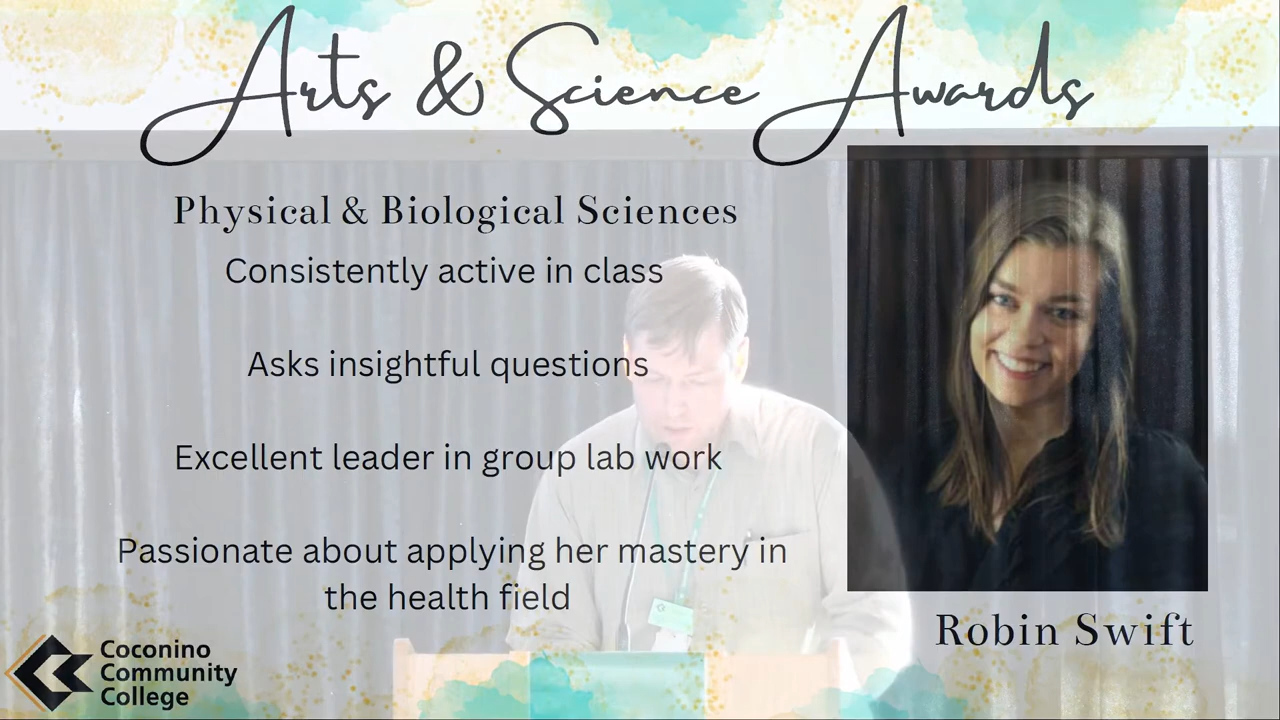 Arts & Science Awards
Physical & Biological Sciences
Consistently active in class
Asks insightful questions
Excellent leader in group lab work
Passionate about applying her mastery in
the health field
Robin Swift
Coconino
Community
College